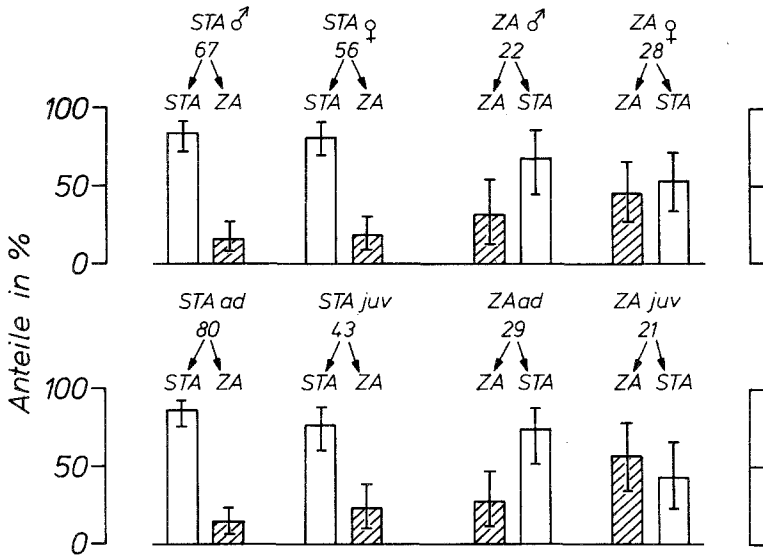 STA ♂ STA ♀ ZA ♂ ZA ♀
67 56 22 28
STA ZA STA ZA ZA STA ZA STA
100
50
0
STA ad STA juv ZA ad ZA juv
80 43 29 21
STA ZA STA ZA ZA STA ZA STA
100
50
0
Anteile in %